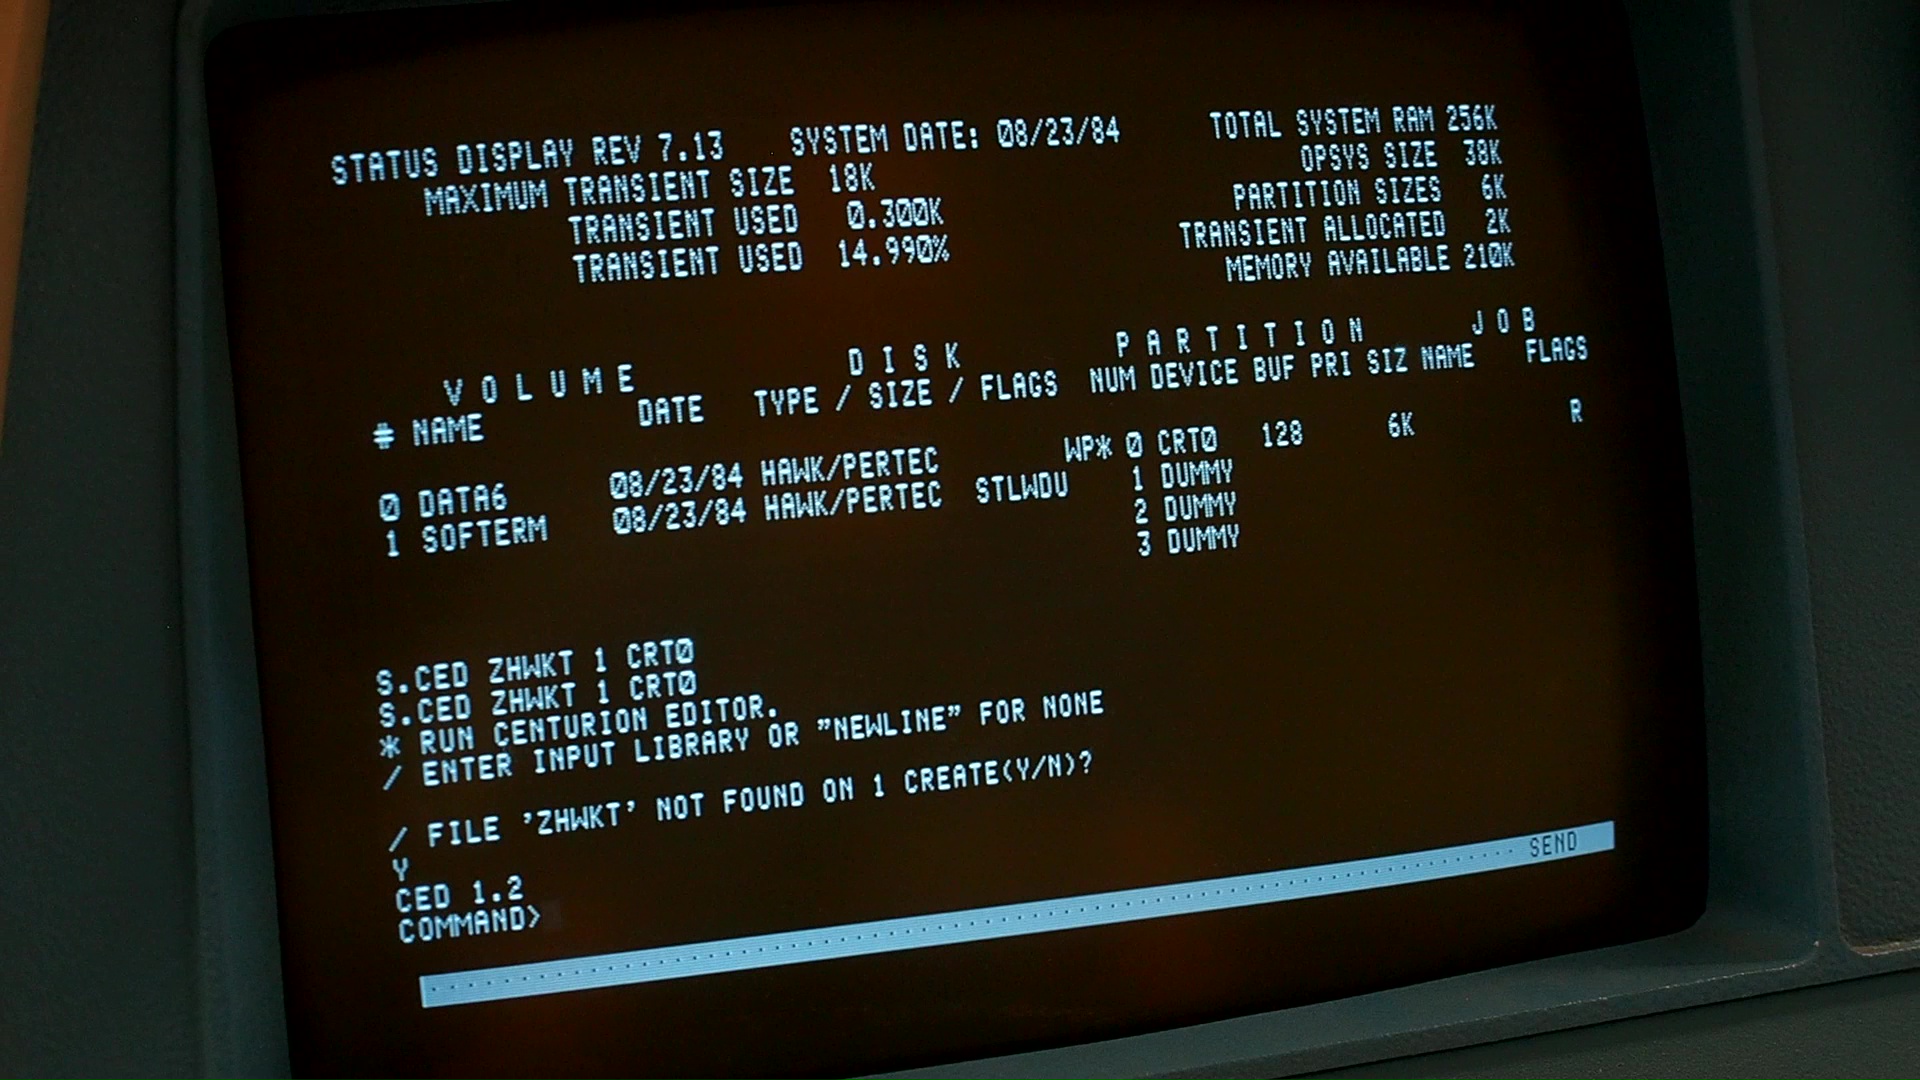 STATUS DISPLAY REV 7.13 SYSTEM DATE: 08/23/84 TOTAL SYSTEM RAM 256K
MAXIMUM TRANSIENT SIZE 18K OPSYS SIZE 38K
TRANSIENT USED 0.300K PARTITION SIZES 6K
TRANSIENT USED 14.990% TRANSIENT ALLOCATED 2K
MEMORY AVAILABLE 210K
V O L U M E D I S K P A R T I T I O N J O B
# NAME DATE TYPE / SIZE / FLAGS NUM DEVICE BUF PRI SIZ NAME FLAGS
0 DATA6 08/23/84 HAWK/PERTEC WP* 0 CRT0 128 6K R
1 SOFTERM 08/23/84 HAWK/PERTEC STLWDU 1 DUMMY
2 DUMMY
3 DUMMY
S.CED ZHWKT 1 CRT0
S.CED ZHWKT 1 CRT0
* RUN CENTURION EDITOR.
/ ENTER INPUT LIBRARY OR "NEWLINE" FOR NONE
/ FILE 'ZHWKT' NOT FOUND ON 1 CREATE(Y/N)?
Y
CED 1.2
COMMAND>
SEND